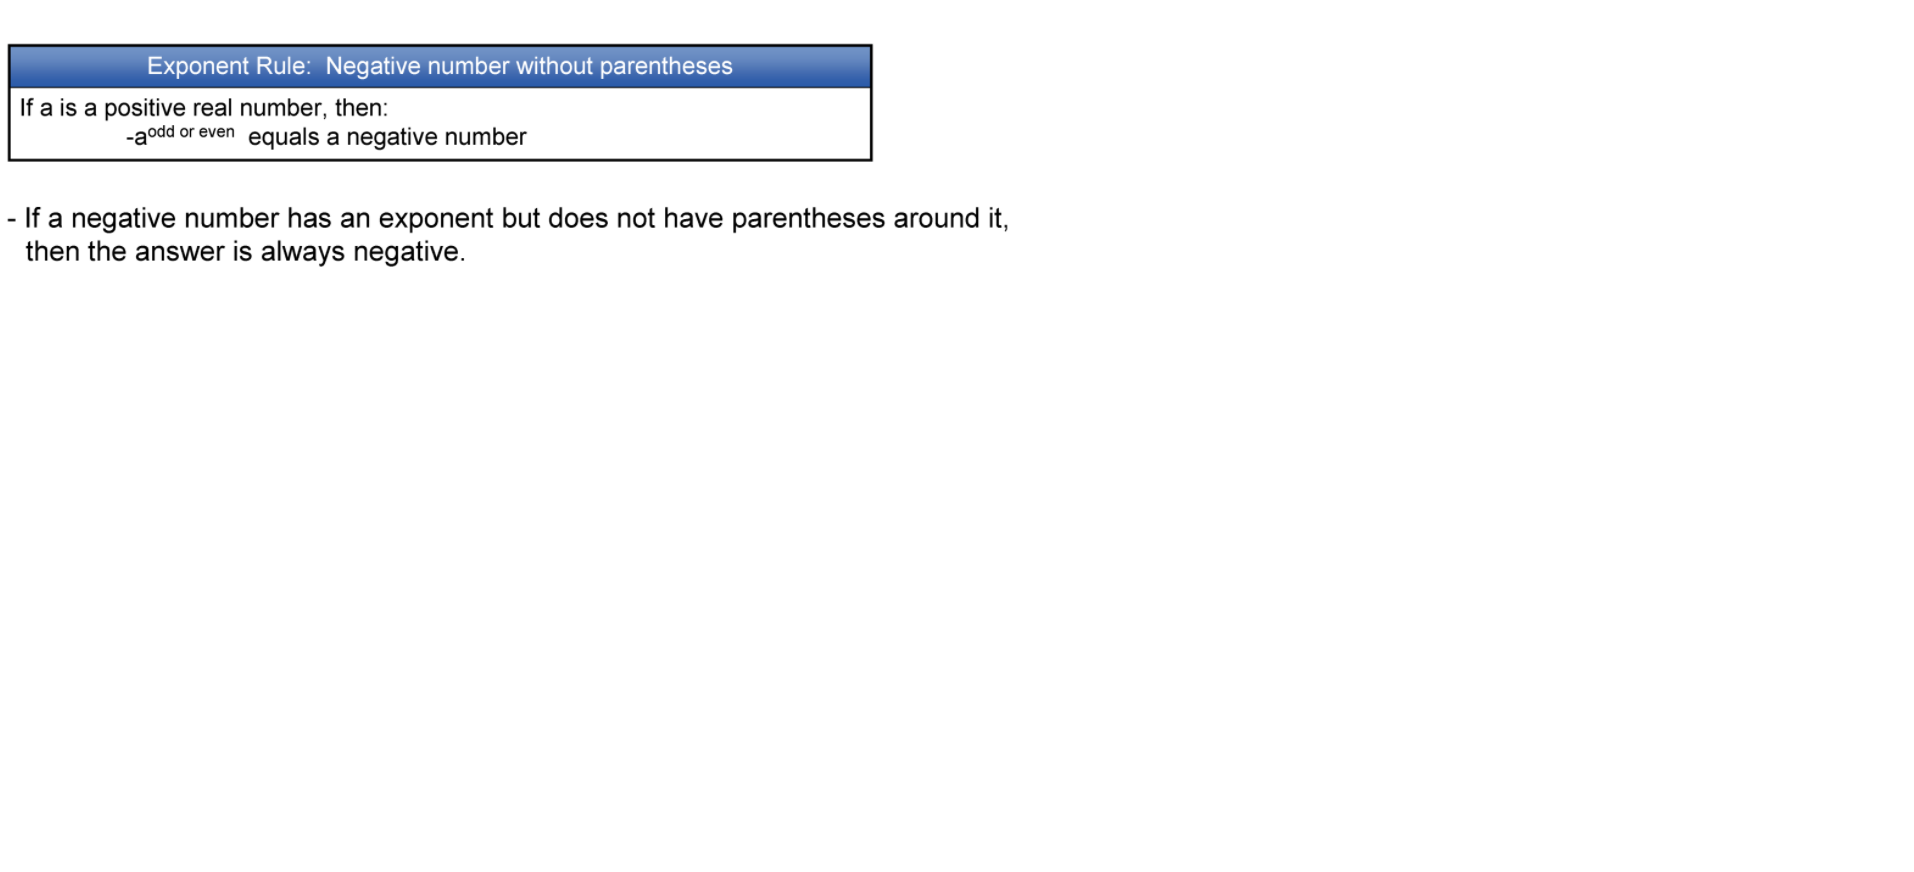 Exponent Rule:  Negative number without parentheses
If a is a positive real number, then:
-a^odd or even  equals a negative number
- If a negative number has an exponent but does not have parentheses around it,
then the answer is always negative.